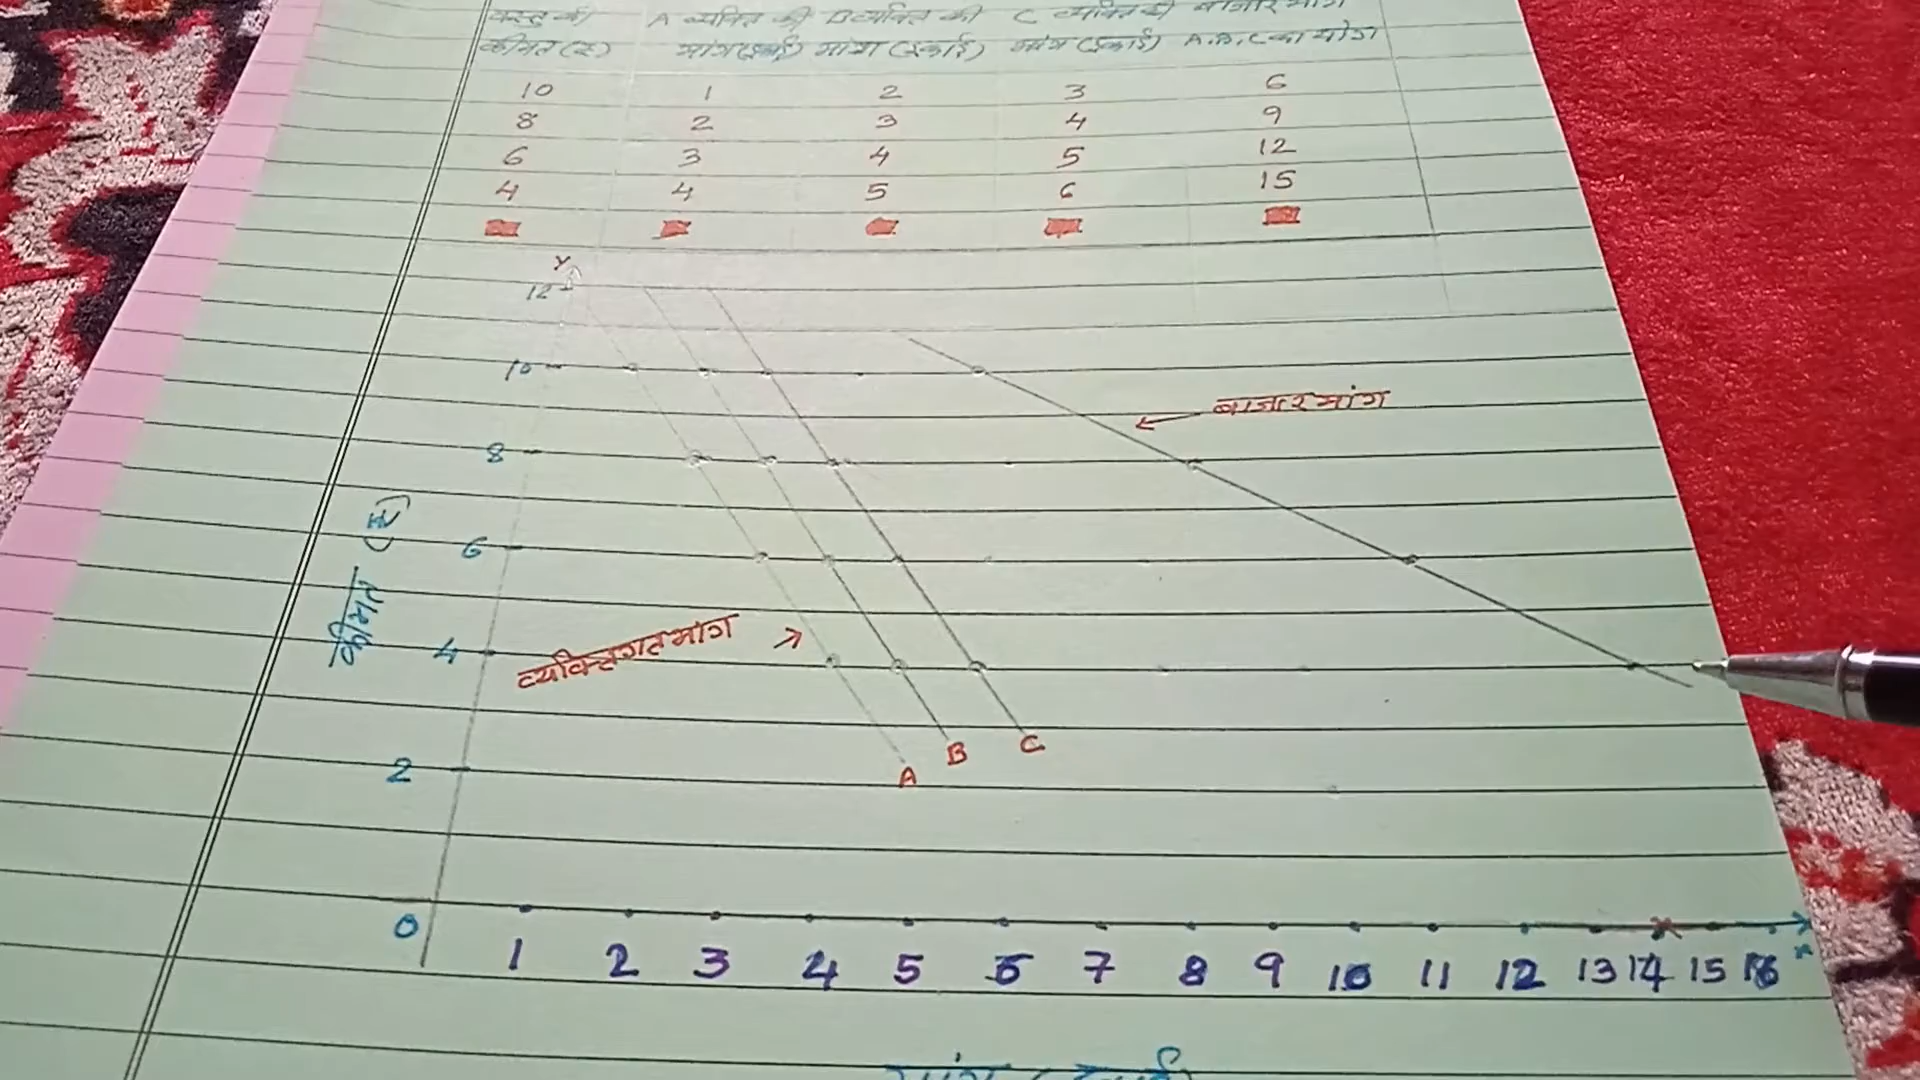 वस्तु की A व्यक्ति की B व्यक्ति की C व्यक्ति की बाजार मांग
कीमत (रु) मांग (इकाई) मांग (इकाई) मांग (इकाई) A.B.C का योग
10 1 2 3 6
8 2 3 4 9
6 3 4 5 12
4 4 5 6 15
Y
12
10
बाजार मांग
8
कीमत (रु)
6
व्यक्तिगत मांग
4
A B C
2
0
1 2 3 4 5 6 7 8 9 10 11 12 13 14 15 16 x
मांग (इकाई)